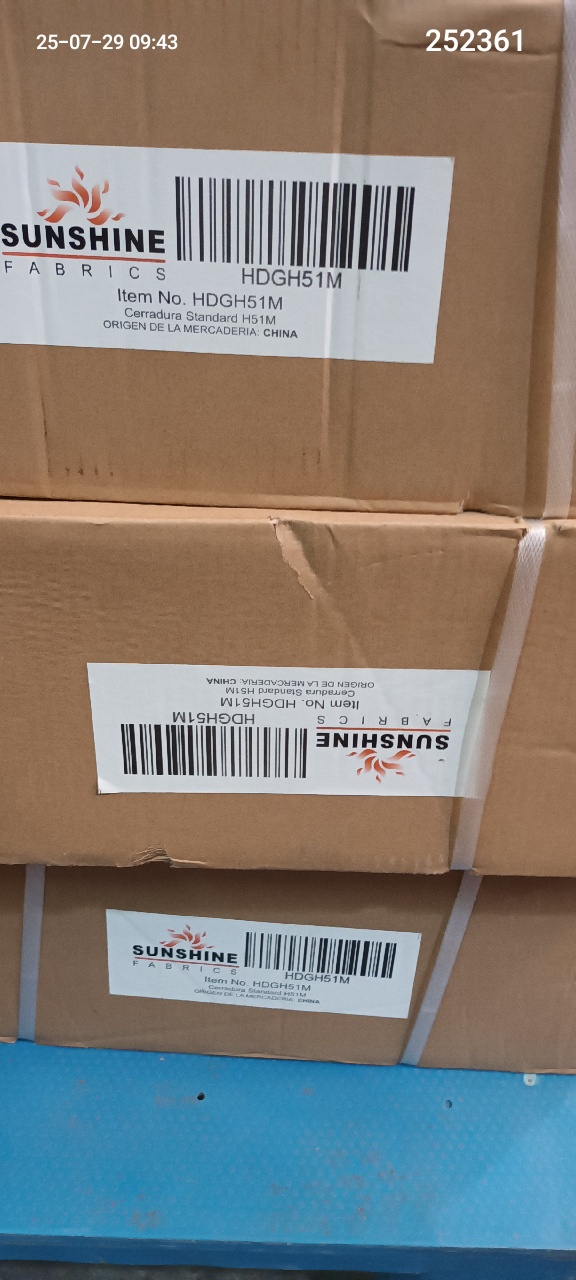 25-07-29 09:43
252361
SUNSHINE
FABRICS
HDGH51M
Item No. HDGH51M
Cerradura Standard H51M
ORIGEN DE LA MERCADERIA: CHINA
SUNSHINE
FABRICS
HDGH51M
Item No. HDGH51M
Cerradura Standard H51M
ORIGEN DE LA MERCADERIA: CHINA
SUNSHINE
FABRICS
HDGH51M
Item No. HDGH51M
Cerradura Standard H51M
ORIGEN DE LA MERCADERIA: CHINA